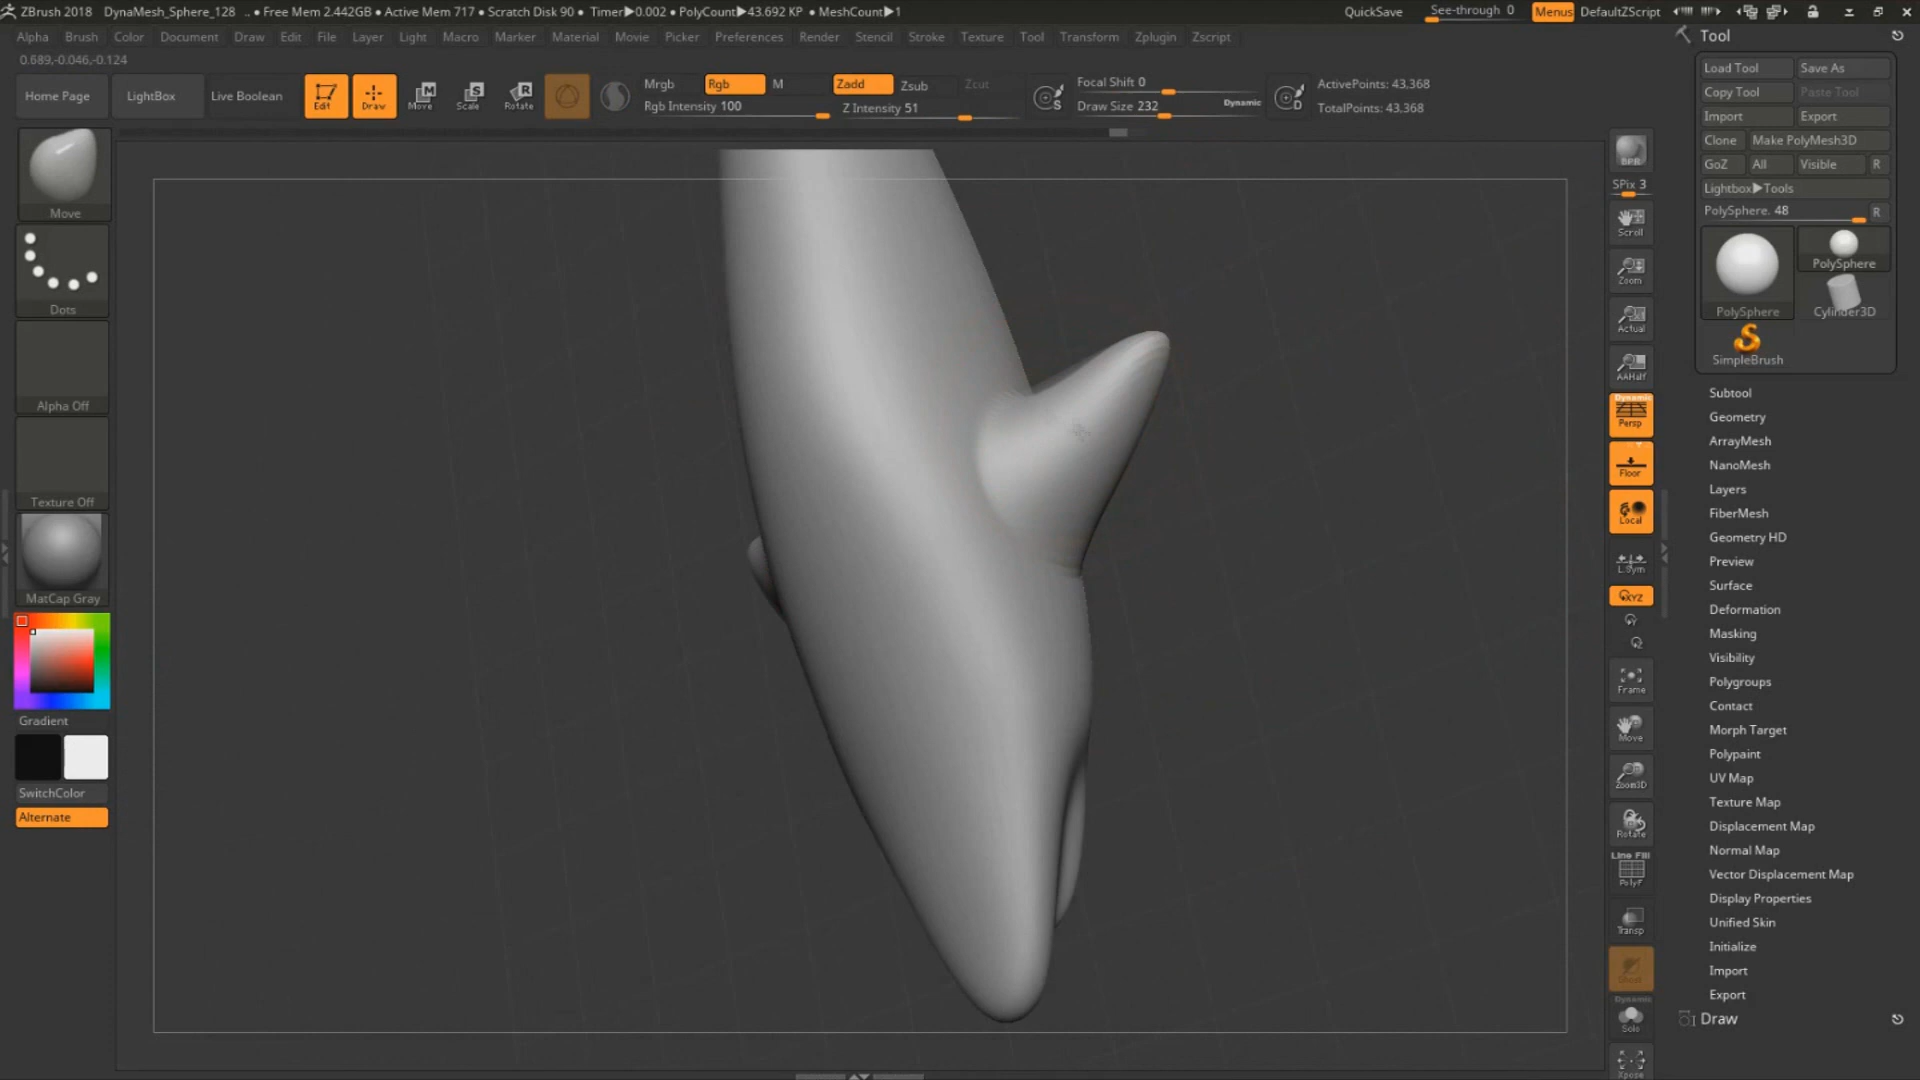 ZBrush 2018 DynaMesh_Sphere_128 .. • Free Mem 2.442GB • Active Mem 717 • Scratch Disk 90 • Timer▶0.002 • PolyCount▶43.692 KP • MeshCount▶1 QuickSave See-through 0 Menus DefaultZScript
Alpha Brush Color Document Draw Edit File Layer Light Macro Marker Material Movie Picker Preferences Render Stencil Stroke Texture Tool Transform Zplugin Zscript
0.689,-0.046,-0.124
Home Page LightBox Live Boolean Edit Draw Move Scale Rotate
Mrgb Rgb M Zadd Zsub Zcut
Rgb Intensity 100 Z Intensity 51
S Focal Shift 0
Draw Size 232 Dynamic D
ActivePoints: 43,368
TotalPoints: 43,368
Move
Dots
Alpha Off
Texture Off
MatCap Gray
Gradient
SwitchColor
Alternate
BPR
SPix 3
Scroll
Zoom
Actual
AAHalf
Dynamic
Persp
Floor
Local
L.Sym
XYZ
Frame
Move
Zoom3D
Rotate
Line Fill
PolyF
Transp
Ghost
Dynamic
Solo
Xpose
Tool
Load Tool Save As
Copy Tool Paste Tool
Import Export
Clone Make PolyMesh3D
GoZ All Visible R
Lightbox▶Tools
PolySphere. 48 R
PolySphere
PolySphere Cylinder3D
SimpleBrush
Subtool
Geometry
ArrayMesh
NanoMesh
Layers
FiberMesh
Geometry HD
Preview
Surface
Deformation
Masking
Visibility
Polygroups
Contact
Morph Target
Polypaint
UV Map
Texture Map
Displacement Map
Normal Map
Vector Displacement Map
Display Properties
Unified Skin
Initialize
Import
Export
Draw